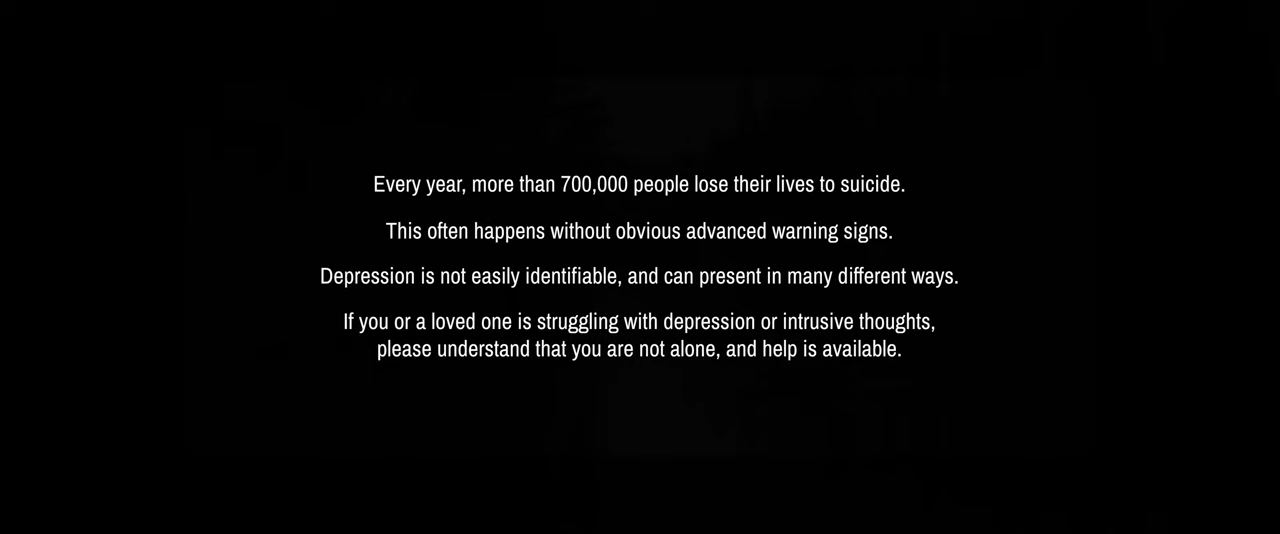 Every year, more than 700,000 people lose their lives to suicide.
This often happens without obvious advanced warning signs.
Depression is not easily identifiable, and can present in many different ways.
If you or a loved one is struggling with depression or intrusive thoughts,
please understand that you are not alone, and help is available.